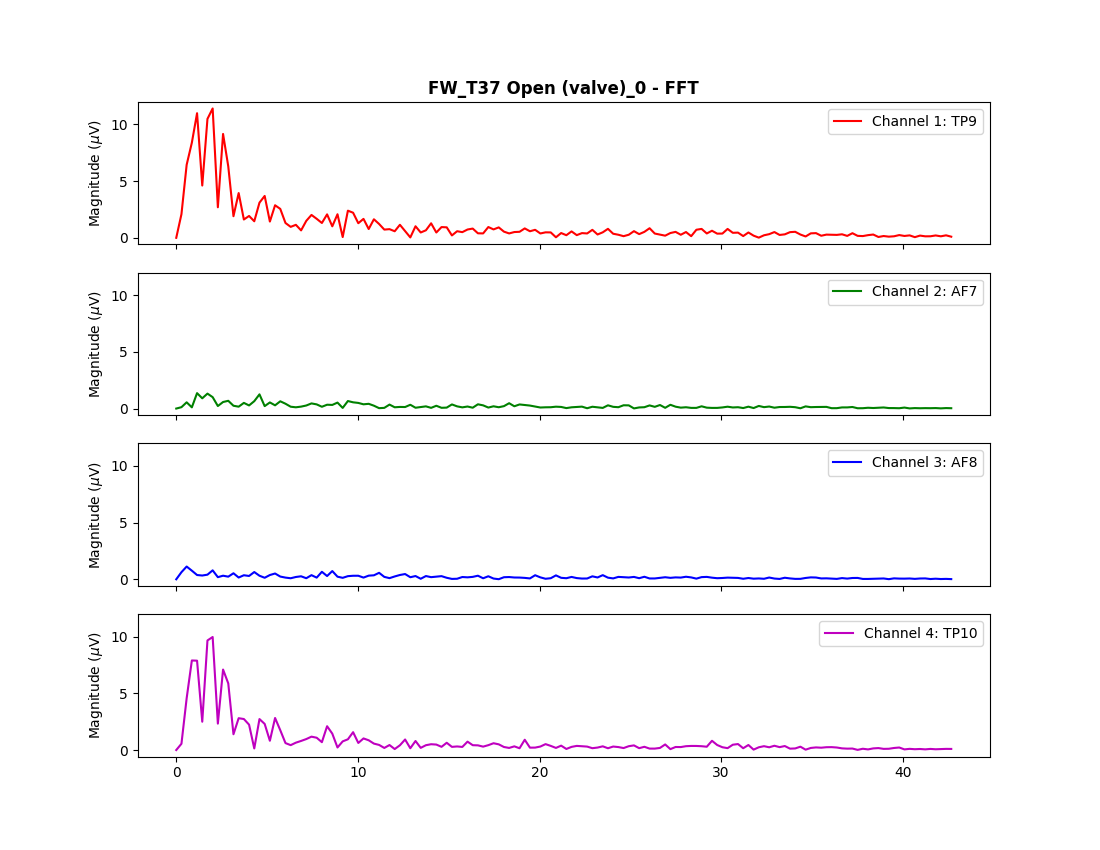 FW_T37 Open (valve)_0 - FFT
Magnitude (μV)
10
5
0
Channel 1: TP9
Magnitude (μV)
10
5
0
Channel 2: AF7
Magnitude (μV)
10
5
0
Channel 3: AF8
Magnitude (μV)
10
5
0
Channel 4: TP10
0 10 20 30 40